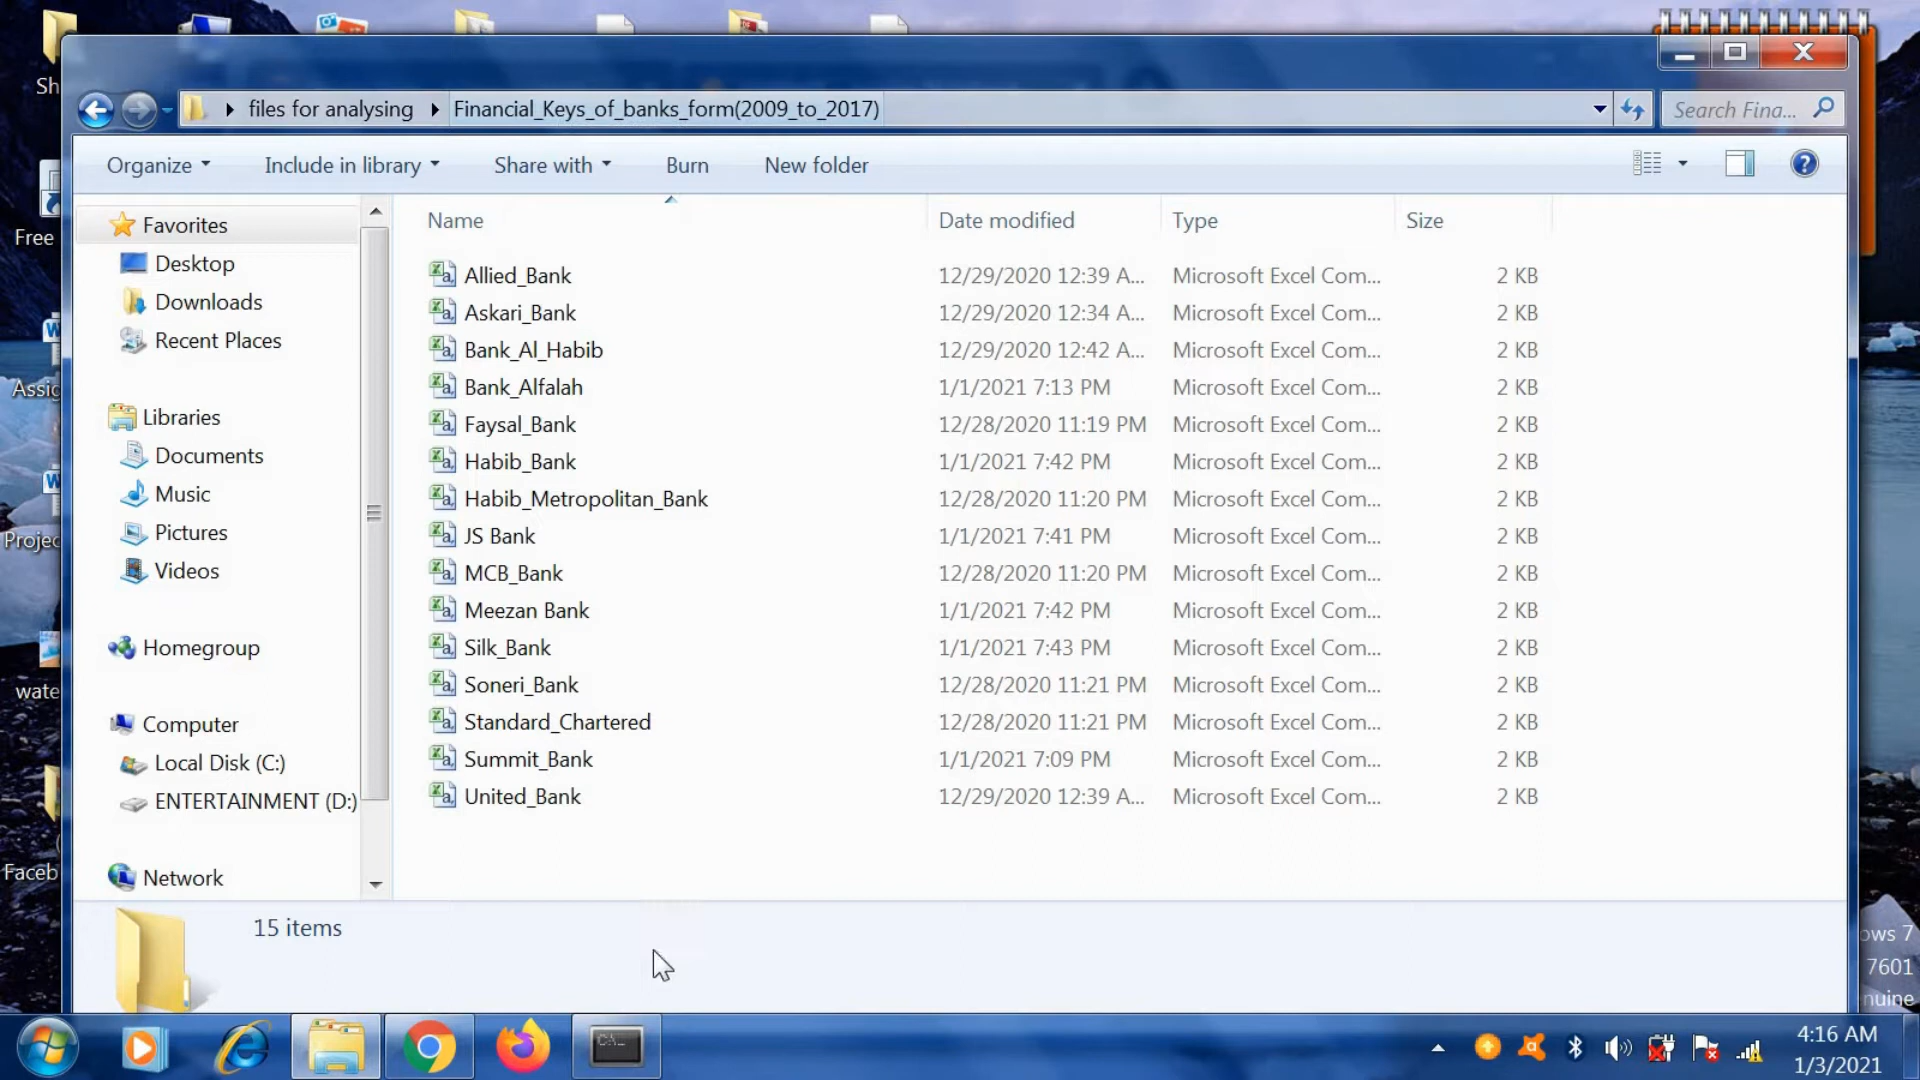 Sh
files for analysing Financial_Keys_of_banks_form(2009_to_2017) Search Fina...
Organize Include in library Share with Burn New folder
Name Date modified Type Size
Favorites
Desktop
Downloads
Recent Places
Libraries
Documents
Music
Pictures
Videos
Homegroup
Computer
Local Disk (C:)
ENTERTAINMENT (D:)
Network
Allied_Bank 12/29/2020 12:39 A... Microsoft Excel Com... 2 KB
Askari_Bank 12/29/2020 12:34 A... Microsoft Excel Com... 2 KB
Bank_Al_Habib 12/29/2020 12:42 A... Microsoft Excel Com... 2 KB
Bank_Alfalah 1/1/2021 7:13 PM Microsoft Excel Com... 2 KB
Faysal_Bank 12/28/2020 11:19 PM Microsoft Excel Com... 2 KB
Habib_Bank 1/1/2021 7:42 PM Microsoft Excel Com... 2 KB
Habib_Metropolitan_Bank 12/28/2020 11:20 PM Microsoft Excel Com... 2 KB
JS Bank 1/1/2021 7:41 PM Microsoft Excel Com... 2 KB
MCB_Bank 12/28/2020 11:20 PM Microsoft Excel Com... 2 KB
Meezan Bank 1/1/2021 7:42 PM Microsoft Excel Com... 2 KB
Silk_Bank 1/1/2021 7:43 PM Microsoft Excel Com... 2 KB
Soneri_Bank 12/28/2020 11:21 PM Microsoft Excel Com... 2 KB
Standard_Chartered 12/28/2020 11:21 PM Microsoft Excel Com... 2 KB
Summit_Bank 1/1/2021 7:09 PM Microsoft Excel Com... 2 KB
United_Bank 12/29/2020 12:39 A... Microsoft Excel Com... 2 KB
15 items
Free
Assig
Projec
wate
Faceb
ows 7
7601
nuine
4:16 AM
1/3/2021